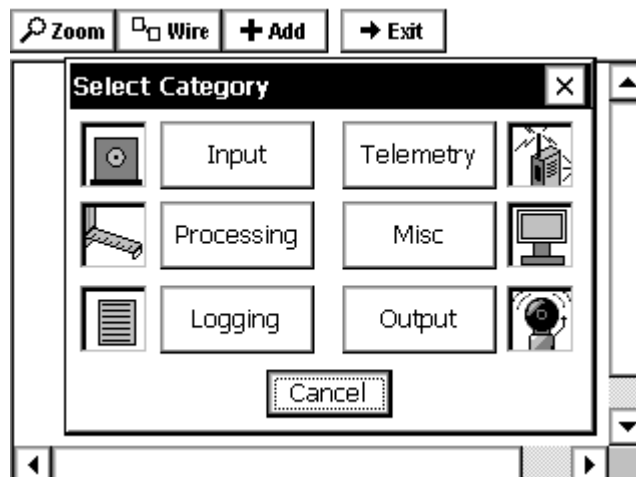 Zoom Wire Add Exit
Select Category
Input Telemetry
Processing Misc
Logging Output
Cancel